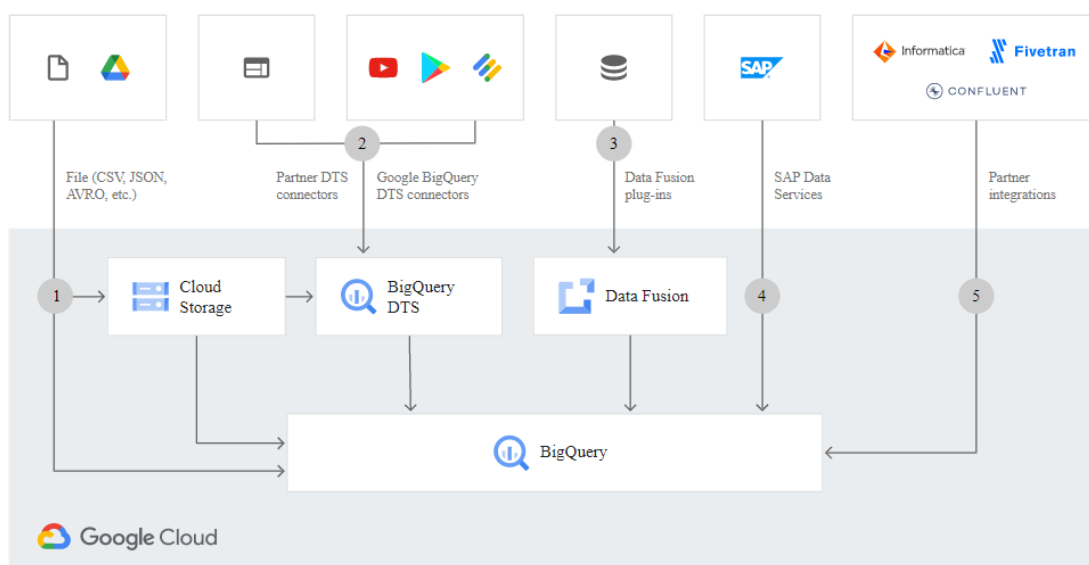 Informatica
Fivetran
CONFLUENT
SAP
2
3
File (CSV, JSON,
AVRO, etc.)
Partner DTS
connectors
Google BigQuery
DTS connectors
Data Fusion
plug-ins
SAP Data
Services
Partner
integrations
1
Cloud
Storage
BigQuery
DTS
Data Fusion
4
5
BigQuery
Google Cloud